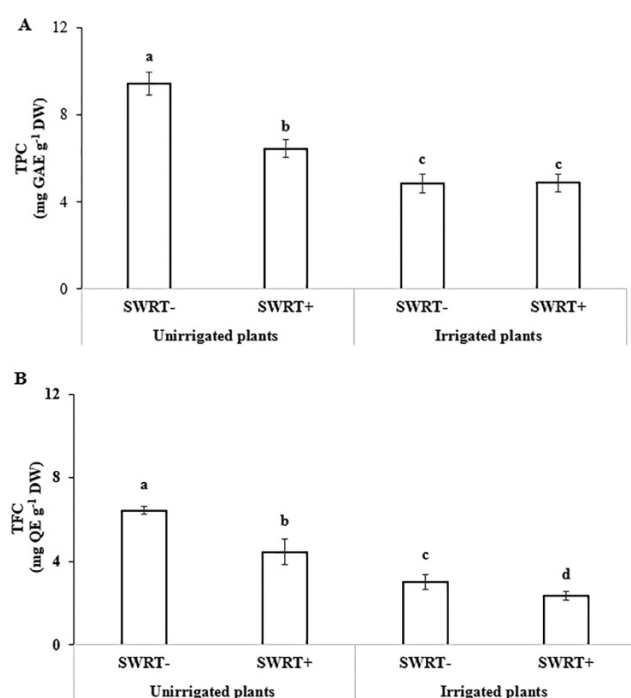 A
12
8
4
0
TPC
(mg GAE g⁻¹ DW)
a
b
c
c
SWRT- SWRT+ SWRT- SWRT+
Unirrigated plants Irrigated plants
B
12
8
4
0
TFC
(mg QE g⁻¹ DW)
a
b
c
d
SWRT- SWRT+ SWRT- SWRT+
Unirrigated plants Irrigated plants